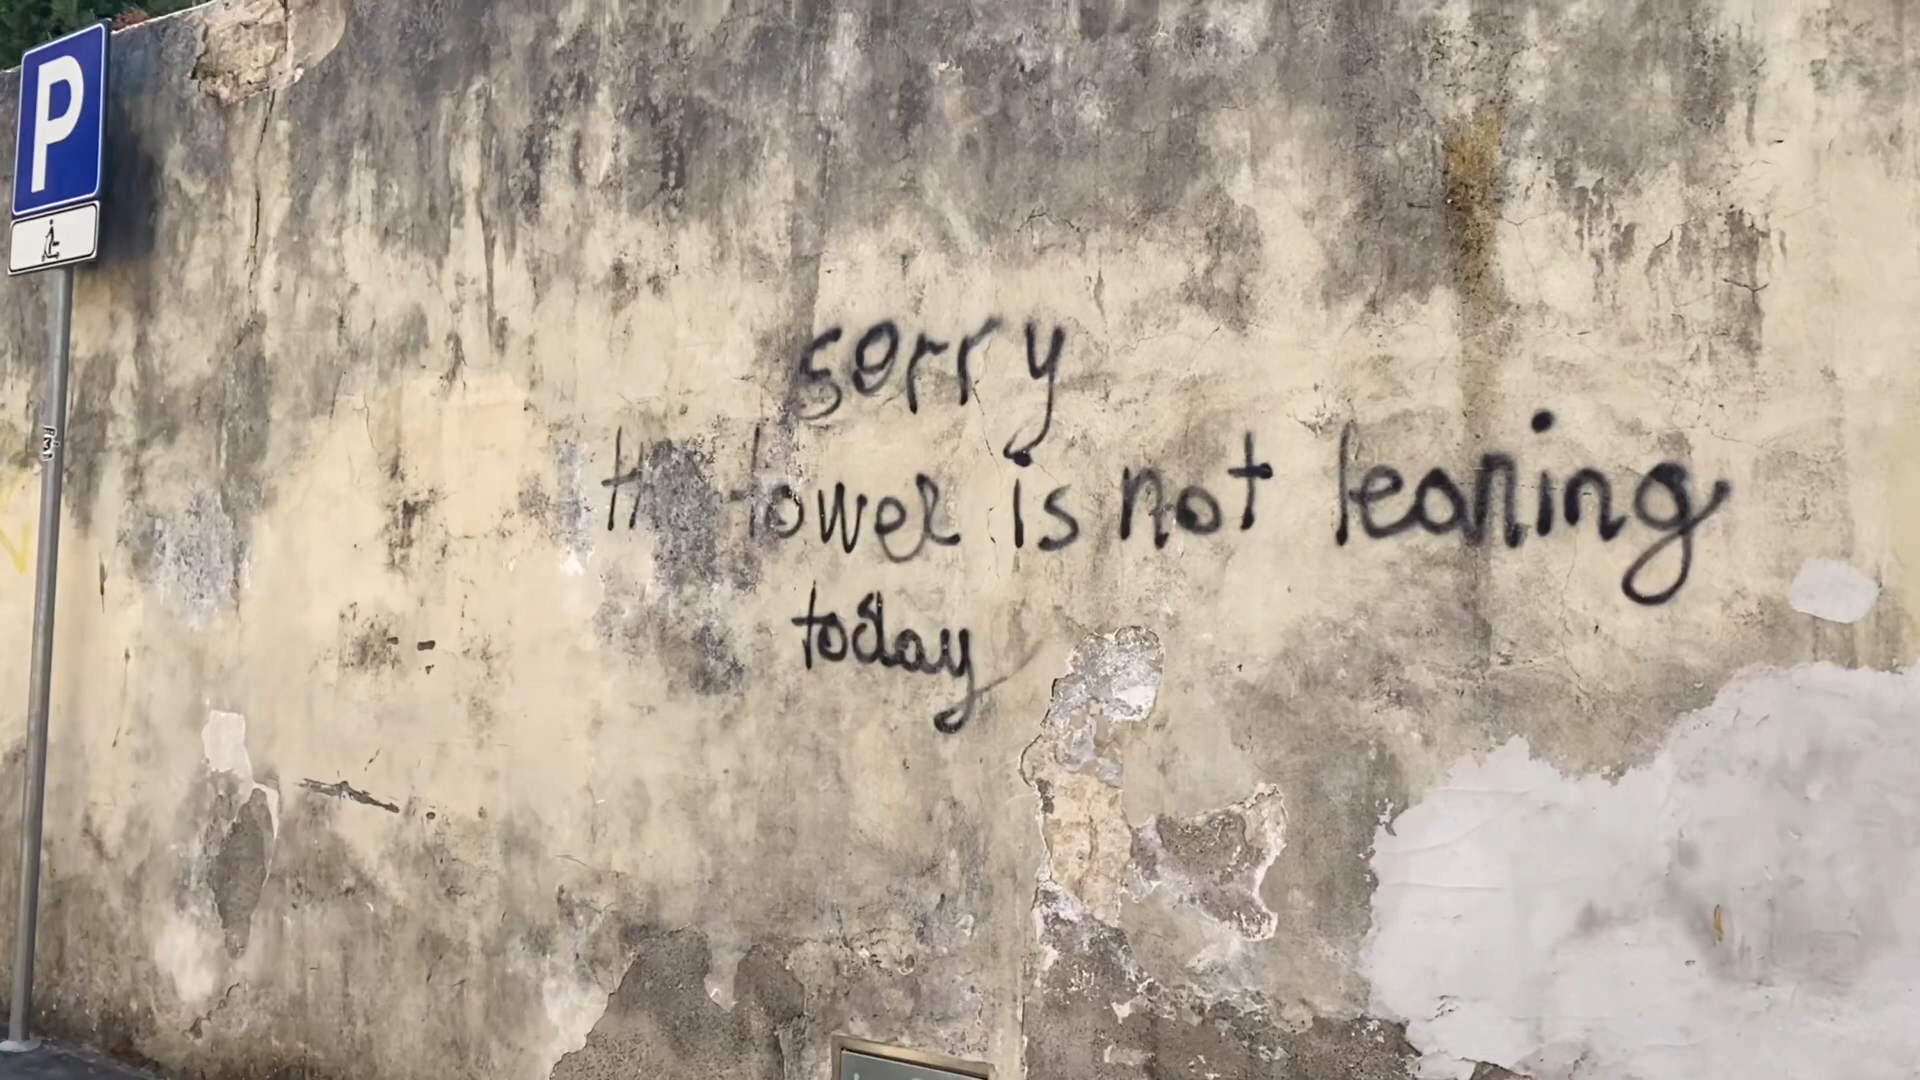 P
sorry
the tower is not leaning
today